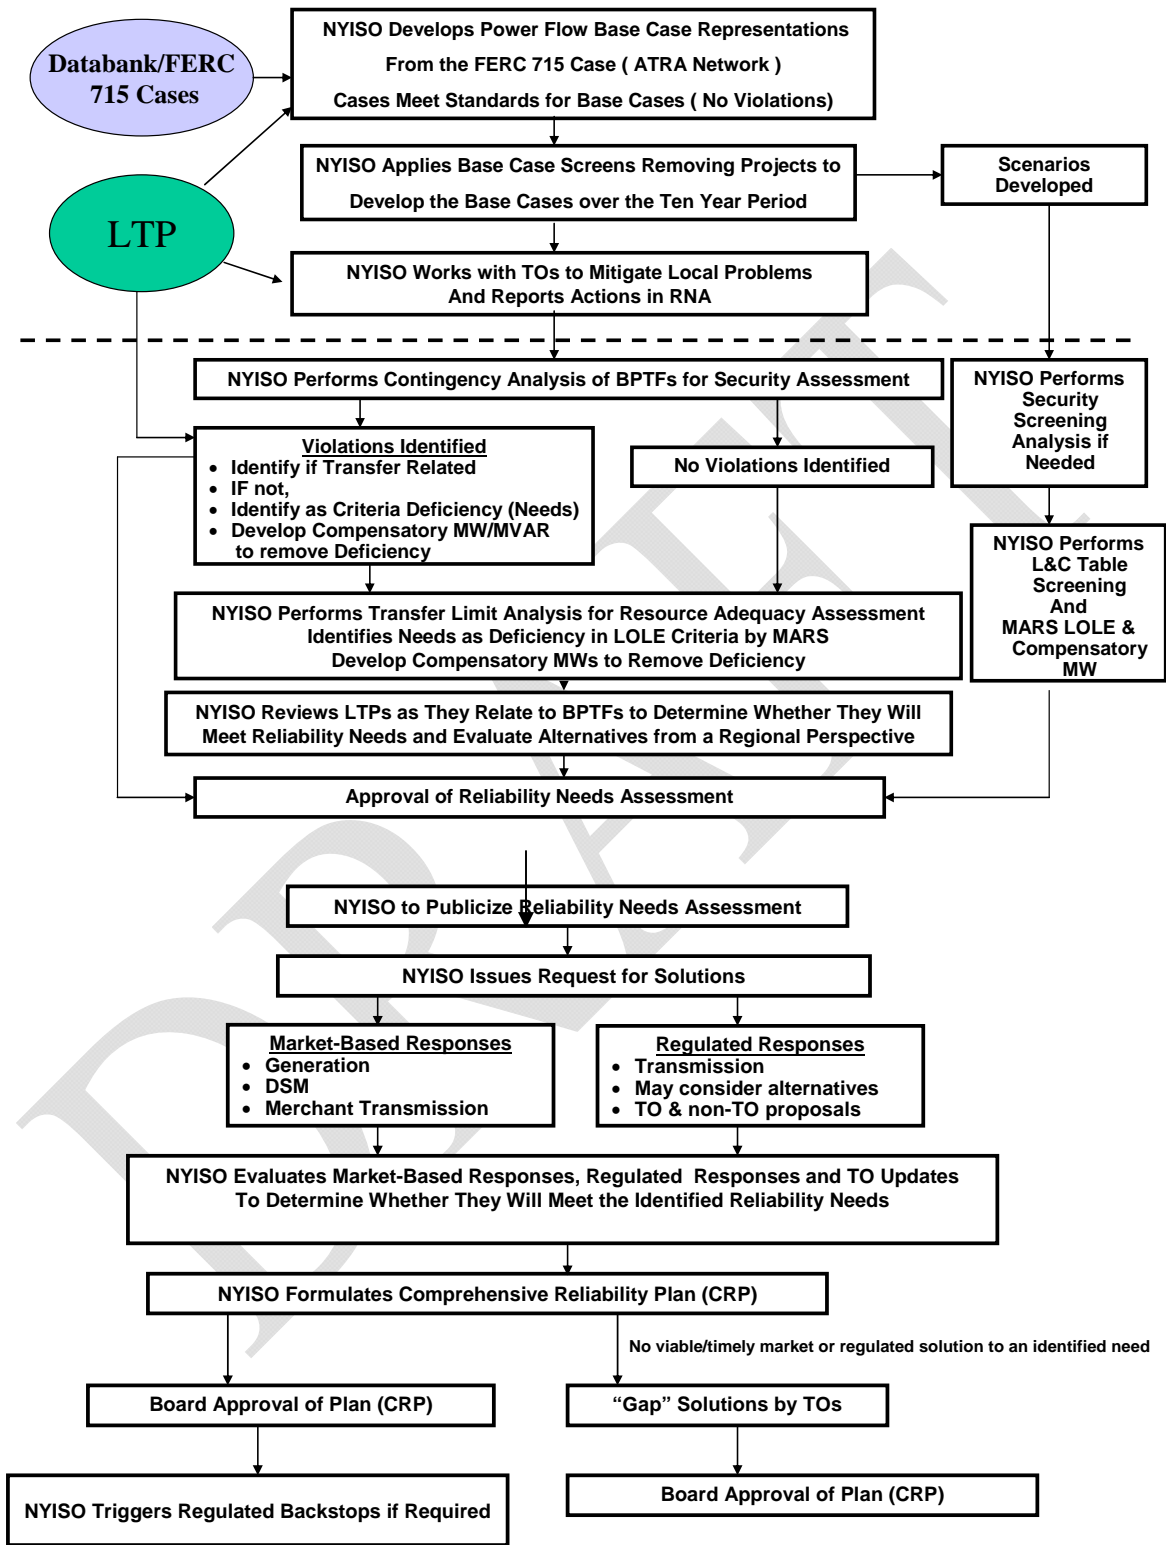 Databank/FERC
715 Cases
NYISO Develops Power Flow Base Case Representations
From the FERC 715 Case ( ATRA Network )
Cases Meet Standards for Base Cases ( No Violations)
LTP
NYISO Applies Base Case Screens Removing Projects to
Develop the Base Cases over the Ten Year Period
Scenarios
Developed
NYISO Works with TOs to Mitigate Local Problems
And Reports Actions in RNA
NYISO Performs Contingency Analysis of BPTFs for Security Assessment
NYISO Performs
Security
Screening
Analysis if
Needed
Violations Identified
• Identify if Transfer Related
• IF not,
• Identify as Criteria Deficiency (Needs)
• Develop Compensatory MW/MVAR
to remove Deficiency
No Violations Identified
NYISO Performs
L&C Table
Screening
And
MARS LOLE &
Compensatory
MW
NYISO Performs Transfer Limit Analysis for Resource Adequacy Assessment
Identifies Needs as Deficiency in LOLE Criteria by MARS
Develop Compensatory MWs to Remove Deficiency
NYISO Reviews LTPs as They Relate to BPTFs to Determine Whether They Will
Meet Reliability Needs and Evaluate Alternatives from a Regional Perspective
Approval of Reliability Needs Assessment
NYISO to Publicize Reliability Needs Assessment
NYISO Issues Request for Solutions
Market-Based Responses
• Generation
• DSM
• Merchant Transmission
Regulated Responses
• Transmission
• May consider alternatives
• TO & non-TO proposals
NYISO Evaluates Market-Based Responses, Regulated Responses and TO Updates
To Determine Whether They Will Meet the Identified Reliability Needs
NYISO Formulates Comprehensive Reliability Plan (CRP)
No viable/timely market or regulated solution to an identified need
Board Approval of Plan (CRP)
“Gap” Solutions by TOs
NYISO Triggers Regulated Backstops if Required
Board Approval of Plan (CRP)
DRAFT